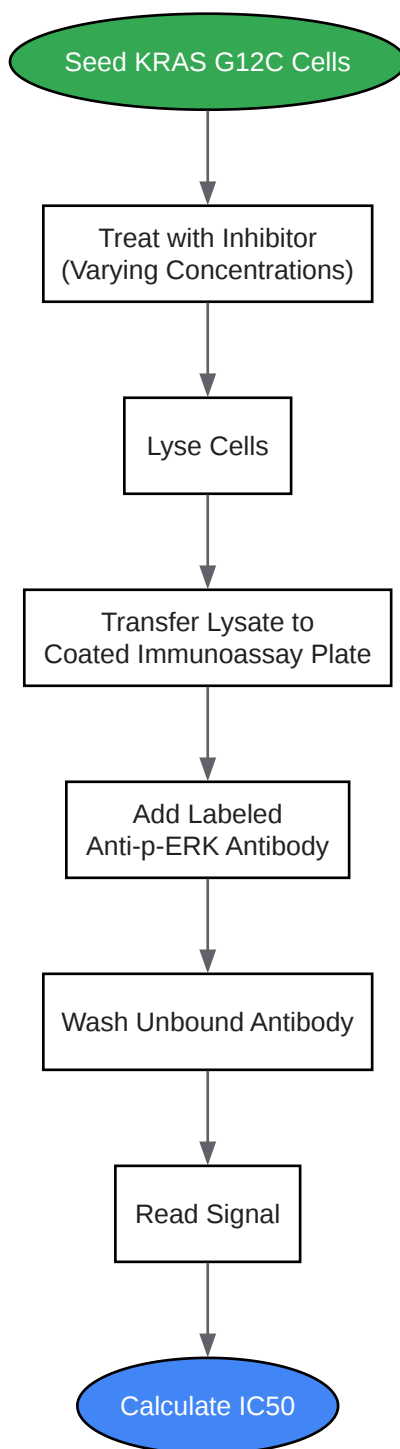 Seed KRAS G12C Cells
Treat with Inhibitor
(Varying Concentrations)
Lyse Cells
Transfer Lysate to
Coated Immunoassay Plate
Add Labeled
Anti-p-ERK Antibody
Wash Unbound Antibody
Read Signal
Calculate IC50